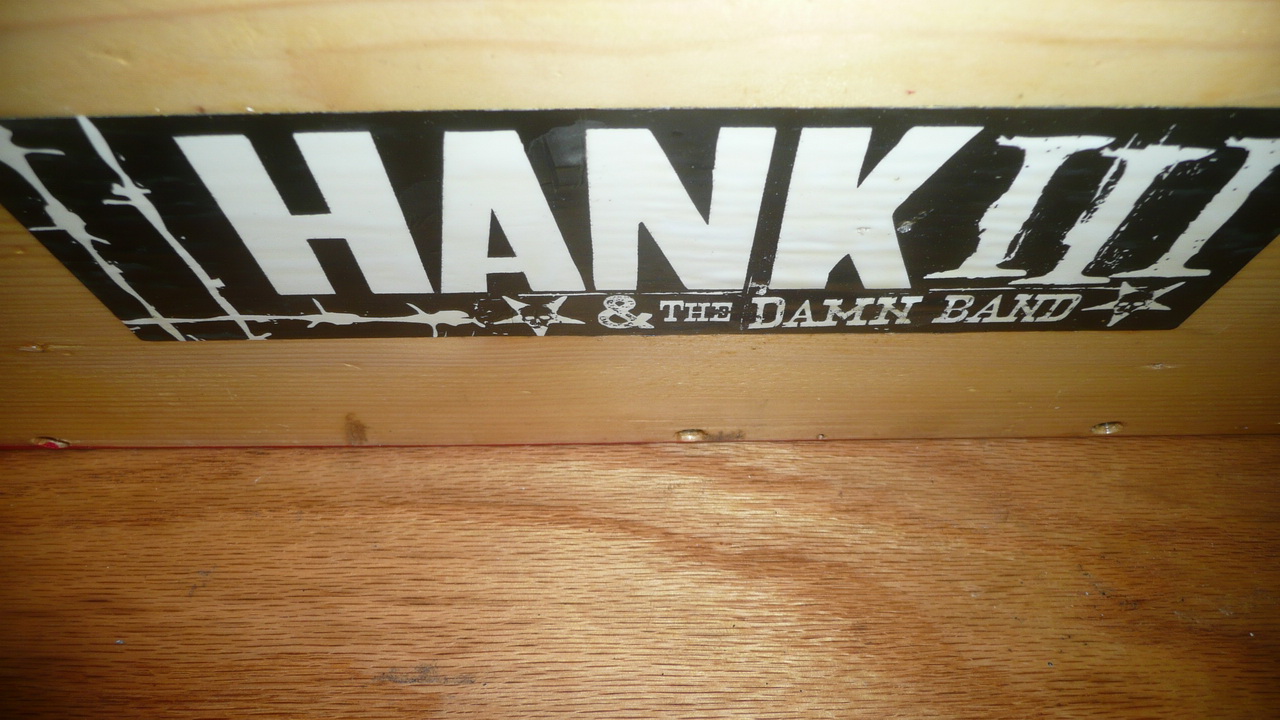 HANK III
& THE DAMN BAND